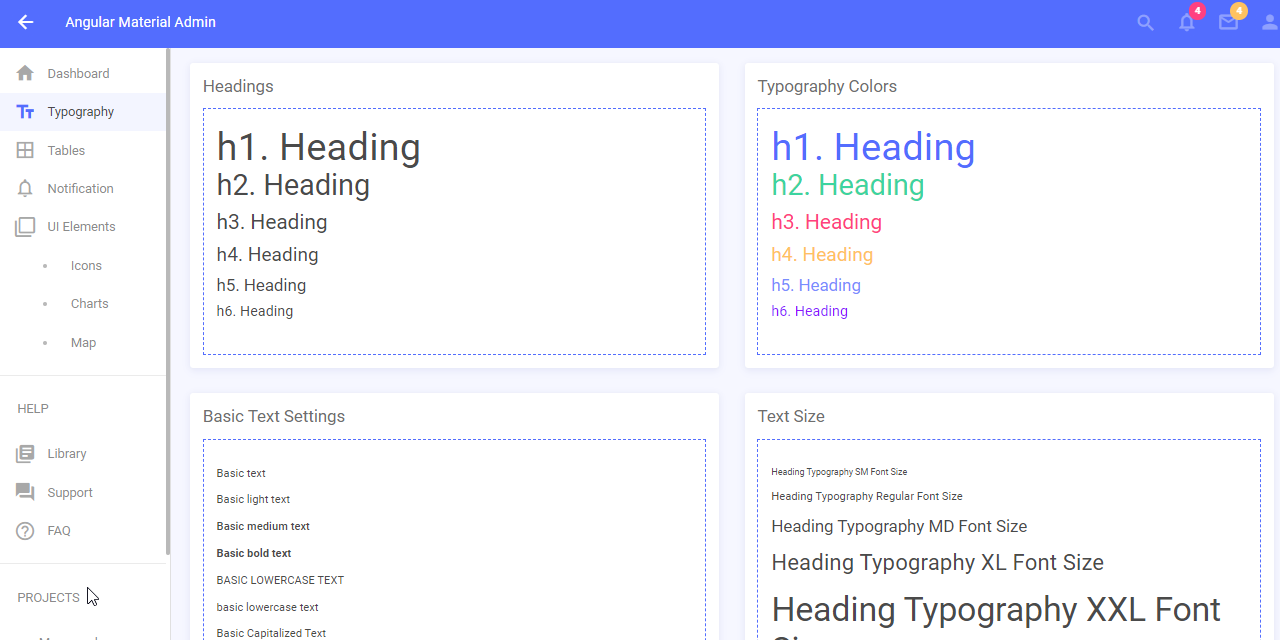 Angular Material Admin
4
4
Dashboard
Typography
Tables
Notification
UI Elements
Icons
Charts
Map
HELP
Library
Support
FAQ
PROJECTS
Headings
h1. Heading
h2. Heading
h3. Heading
h4. Heading
h5. Heading
h6. Heading
Typography Colors
h1. Heading
h2. Heading
h3. Heading
h4. Heading
h5. Heading
h6. Heading
Basic Text Settings
Basic text
Basic light text
Basic medium text
Basic bold text
BASIC LOWERCASE TEXT
basic lowercase text
Basic Capitalized Text
Text Size
Heading Typography SM Font Size
Heading Typography Regular Font Size
Heading Typography MD Font Size
Heading Typography XL Font Size
Heading Typography XXL Font